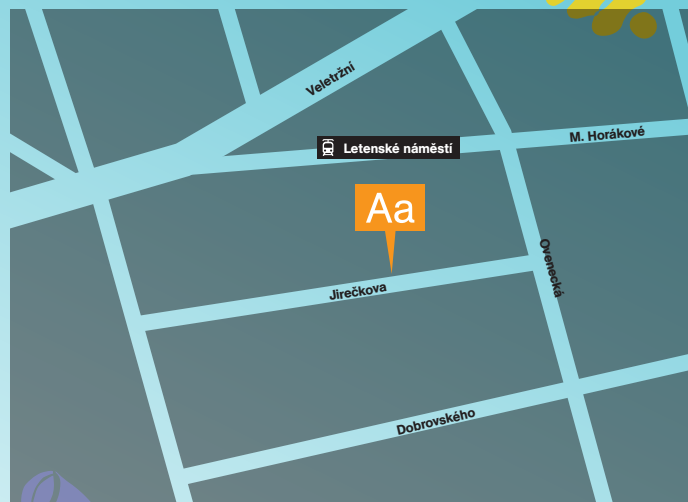 Veletržní
M. Horákové
Letenské náměstí
Aa
Ovenecká
Jirečkova
Dobrovského